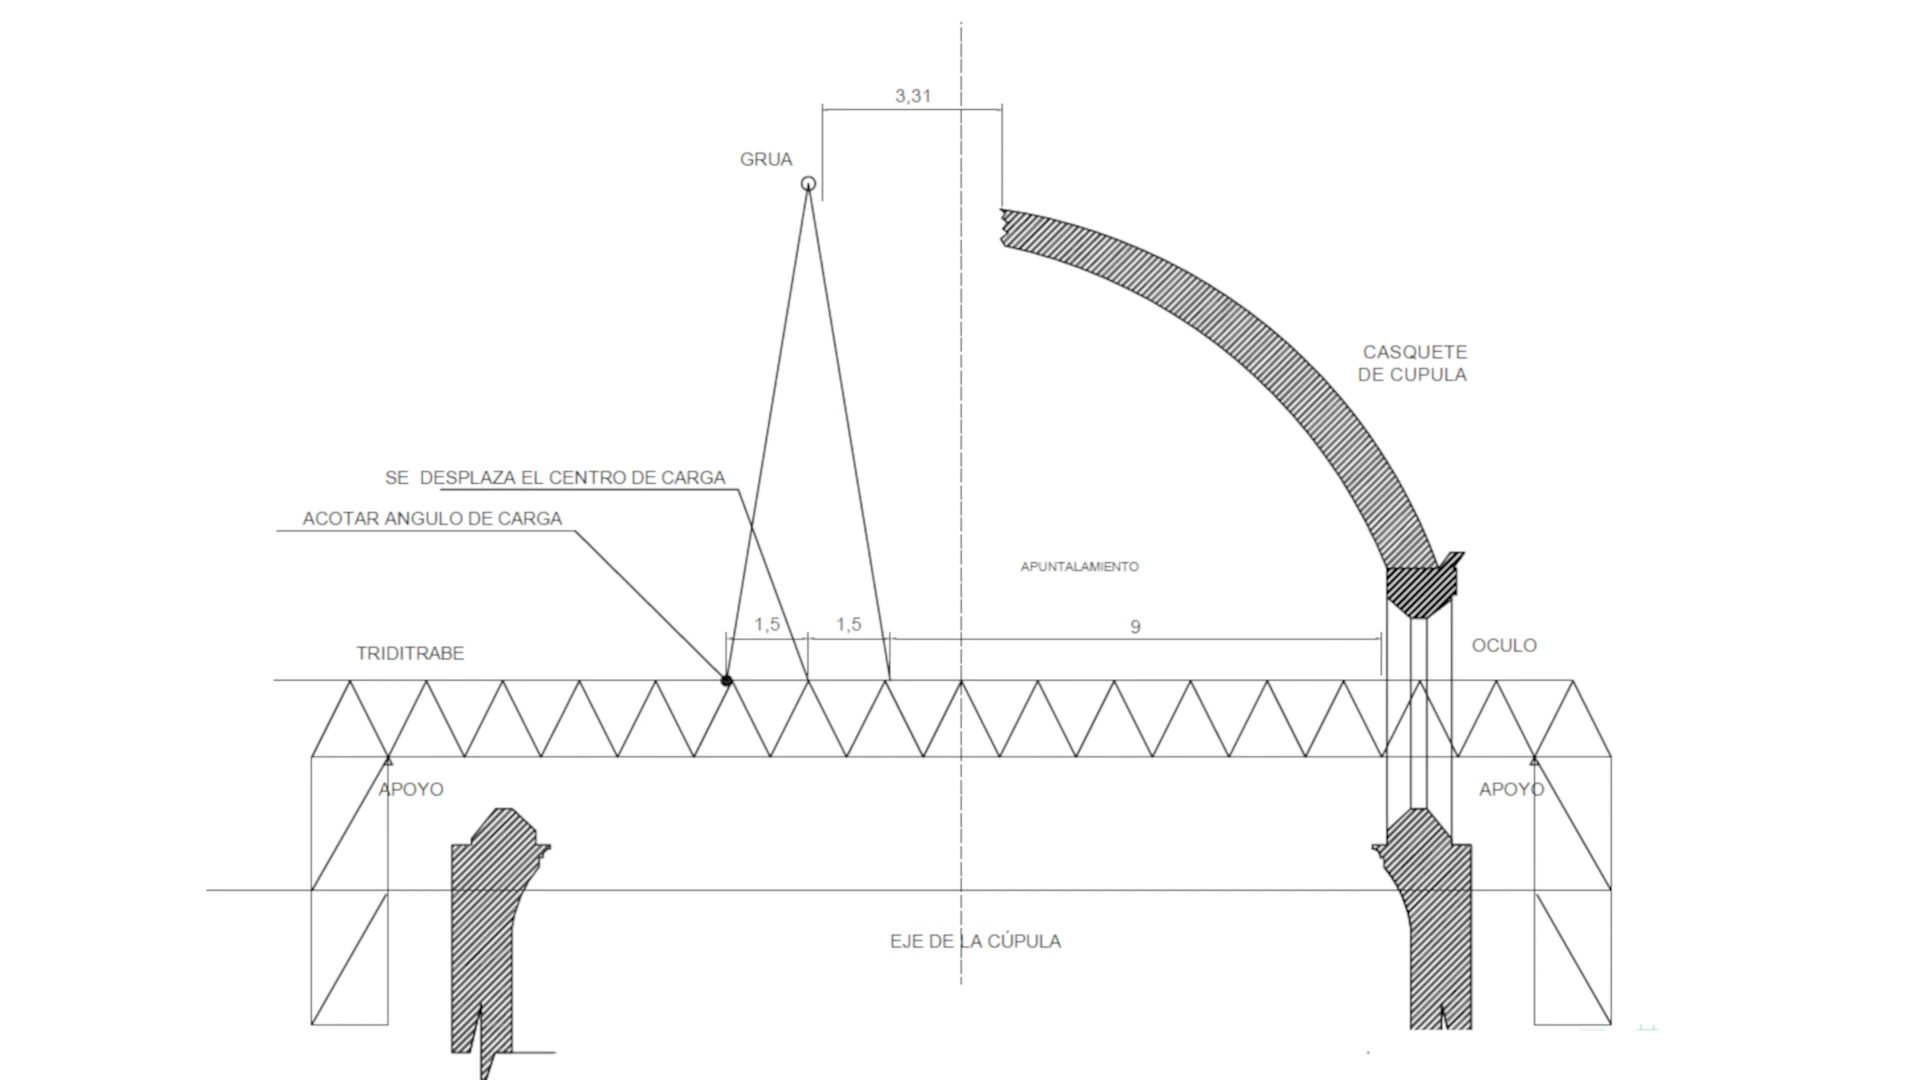 3,31
GRUA
CASQUETE
DE CUPULA
SE DESPLAZA EL CENTRO DE CARGA
ACOTAR ANGULO DE CARGA
APUNTALAMIENTO
1,5
1,5
9
OCULO
TRIDITRABE
APOYO
APOYO
EJE DE LA CÚPULA